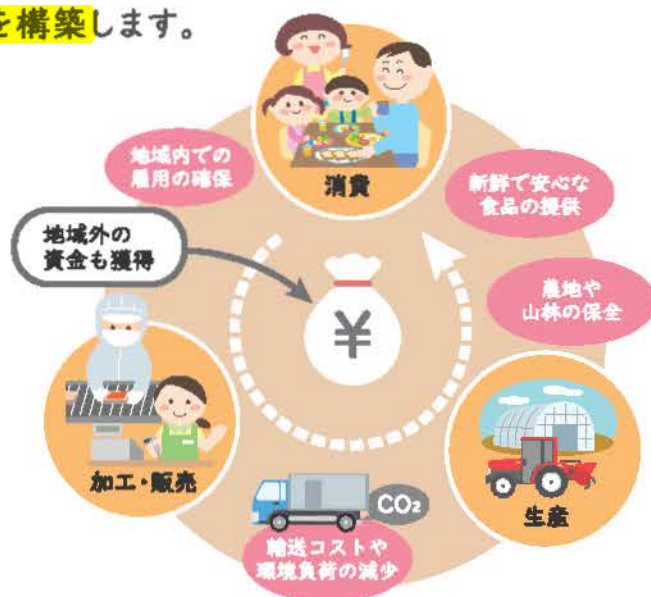 を構築します。
消費
地域内での
雇用の確保
新鮮で安心な
食品の提供
地域外の
資金も獲得
¥
農地や
山林の保全
加工・販売
CO₂
生産
輸送コストや
環境負荷の減少